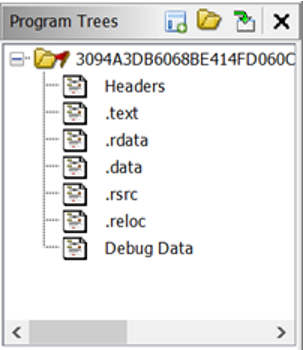 Program Trees
3094A3DB6068BE414FD060C
Headers
.text
.rdata
.data
.rsrc
.reloc
Debug Data